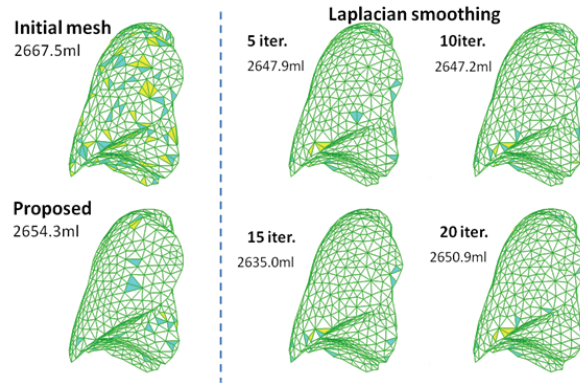 Initial mesh
2667.5ml
Proposed
2654.3ml
Laplacian smoothing
5 iter.
2647.9ml
10iter.
2647.2ml
15 iter.
2635.0ml
20 iter.
2650.9ml